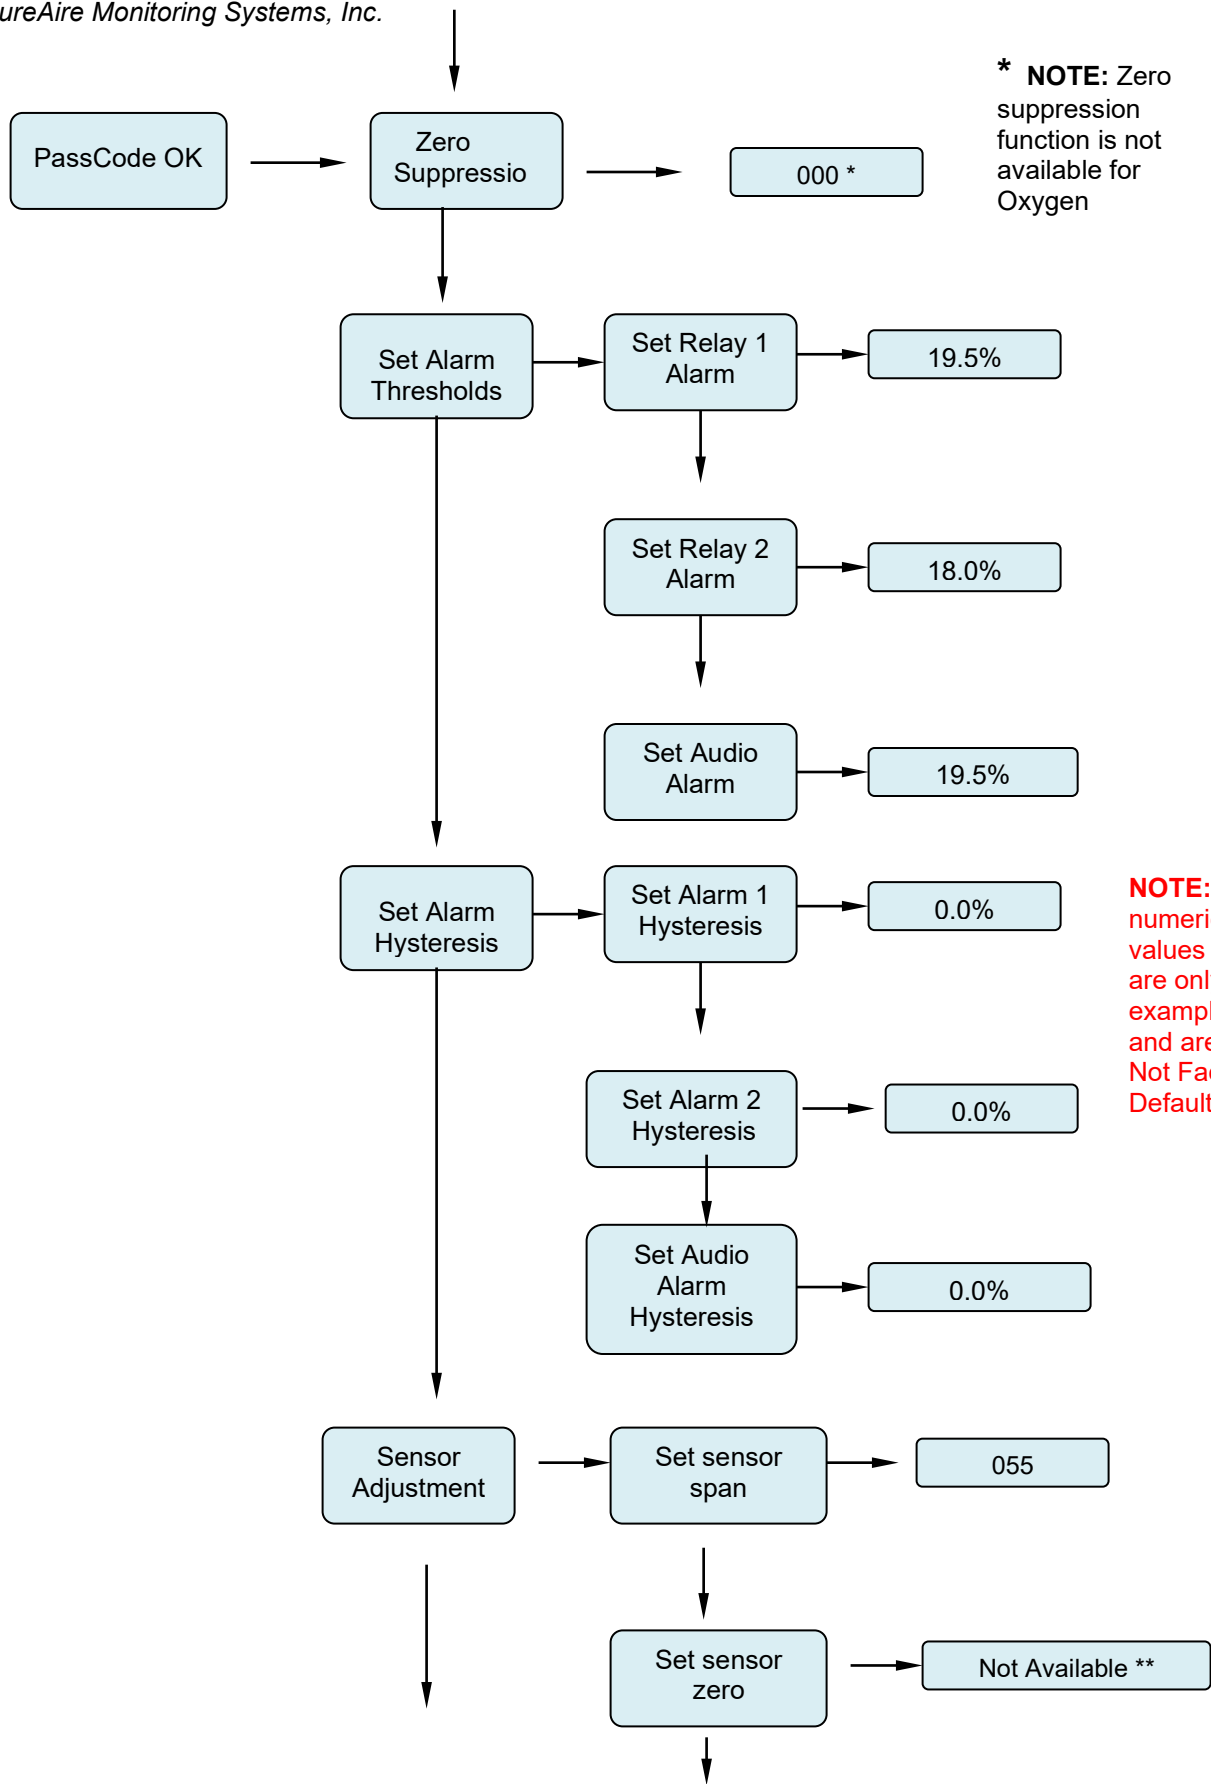 ureAire Monitoring Systems, Inc.
* NOTE: Zero
suppression
function is not
available for
Oxygen
PassCode OK
Zero
Suppressio
000 *
Set Alarm
Thresholds
Set Relay 1
Alarm
19.5%
Set Relay 2
Alarm
18.0%
Set Audio
Alarm
19.5%
Set Alarm
Hysteresis
Set Alarm 1
Hysteresis
0.0%
NOTE:
numeri
values
are onl
exampl
and are
Not Fa
Default
Set Alarm 2
Hysteresis
0.0%
Set Audio
Alarm
Hysteresis
0.0%
Sensor
Adjustment
Set sensor
span
055
Set sensor
zero
Not Available **